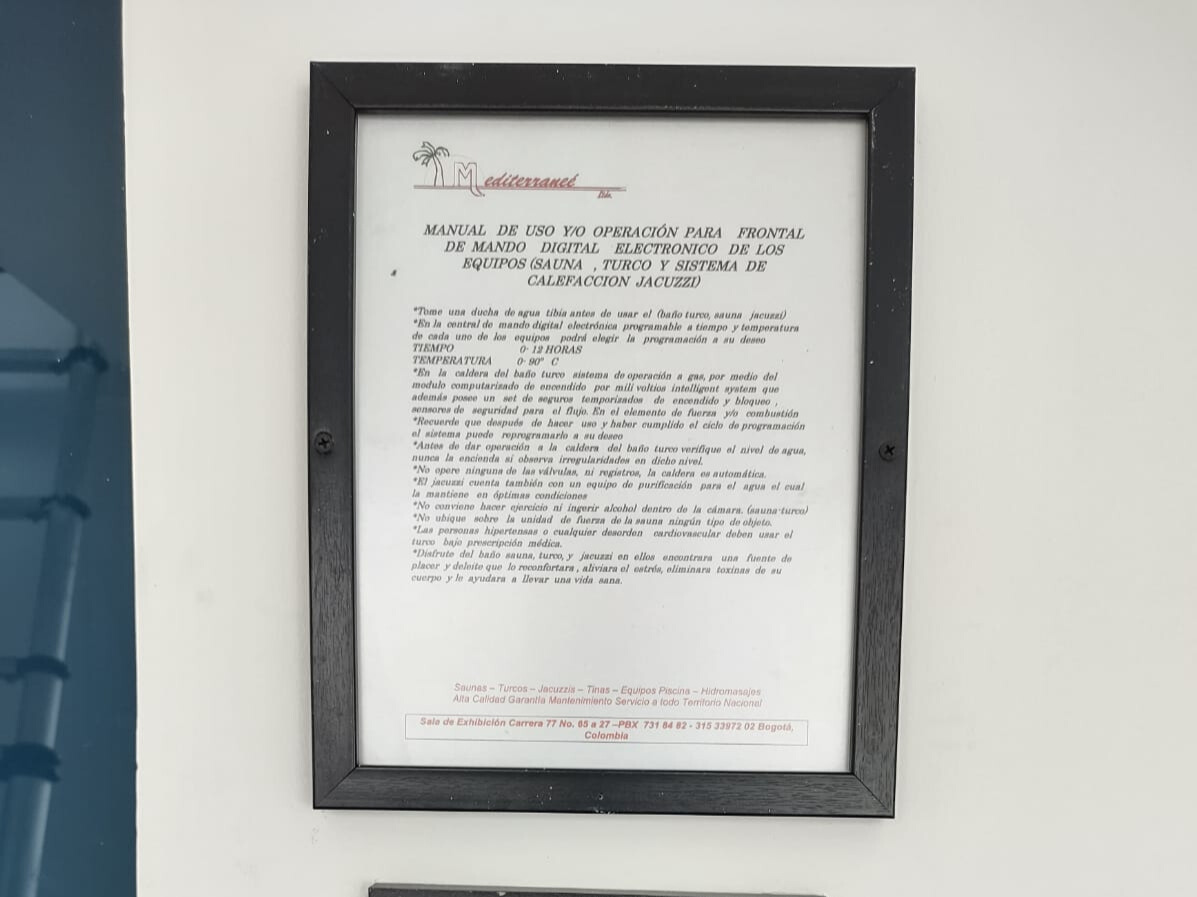 Mediterraneé
Ltda.
MANUAL DE USO Y/O OPERACIÓN PARA FRONTAL
DE MANDO DIGITAL ELECTRONICO DE LOS
EQUIPOS (SAUNA , TURCO Y SISTEMA DE
CALEFACCION JACUZZI)
*Tome una ducha de agua tibia antes de usar el (baño turco, sauna jacuzzi)
*En la central de mando digital electrónica programable a tiempo y temperatura
de cada uno de los equipos podrá elegir la programación a su deseo
TIEMPO 0- 12 HORAS
TEMPERATURA 0- 90° C
*En la caldera del baño turco sistema de operación a gas, por medio del
modulo computarizado de encendido por mili voltios intelligent system que
además posee un set de seguros temporizados de encendido y bloqueo ,
sensores de seguridad para el flujo. En el elemento de fuerza y/o combustión
*Recuerde que después de hacer uso y haber cumplido el ciclo de programación
el sistema puede reprogramarlo a su deseo
*Antes de dar operación a la caldera del baño turco verifique el nivel de agua,
nunca la encienda si observa irregularidades en dicho nivel.
*No opere ninguna de las válvulas, ni registros, la caldera es automática.
*El jacuzzi cuenta también con un equipo de purificación para el agua el cual
la mantiene en óptimas condiciones
*No conviene hacer ejercicio ni ingerir alcohol dentro de la cámara. (sauna-turco)
*No ubique sobre la unidad de fuerza de la sauna ningún tipo de objeto.
*Las personas hipertensas o cualquier desorden cardiovascular deben usar el
turco bajo prescripción médica.
*Disfrute del baño sauna, turco, y jacuzzi en ellos encontrara una fuente de
placer y deleite que lo reconfortara , aliviara el estrés, eliminara toxinas de su
cuerpo y le ayudara a llevar una vida sana.
Saunas – Turcos – Jacuzzis – Tinas – Equipos Piscina – Hidromasajes
Alta Calidad Garantía Mantenimiento Servicio a todo Territorio Nacional
Sala de Exhibición Carrera 77 No. 65 a 27 –PBX 731 84 82 - 315 33972 02 Bogotá,
Colombia